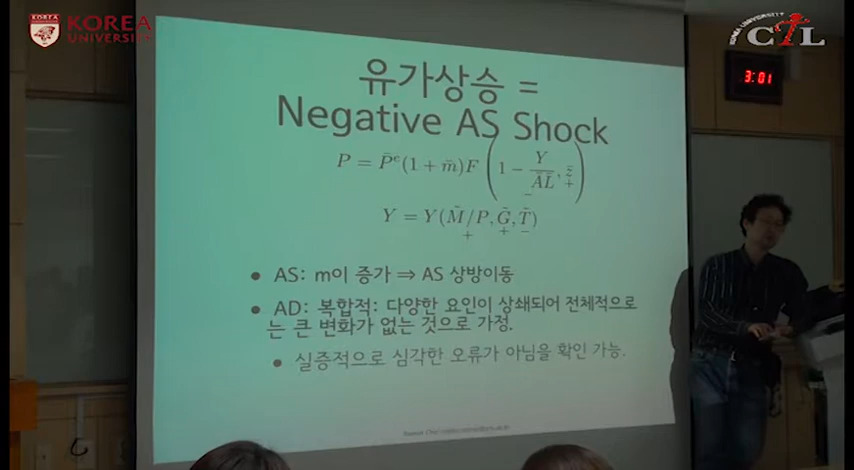 KOREA
UNIVERSITY
KOREA UNIVERSITY
CTL
3:01
유가상승 =
Negative AS Shock
P = P̄ᵉ(1 + m̄)F(1 − Y/ĀL̄, z̄)
− +
Y = Y(M̄/P, Ḡ, T̄)
+ + −
• AS: m이 증가 ⇒ AS 상방이동
• AD: 복합적: 다양한 요인이 상쇄되어 전체적으로
는 큰 변화가 없는 것으로 가정.
• 실증적으로 심각한 오류가 아님을 확인 가능.